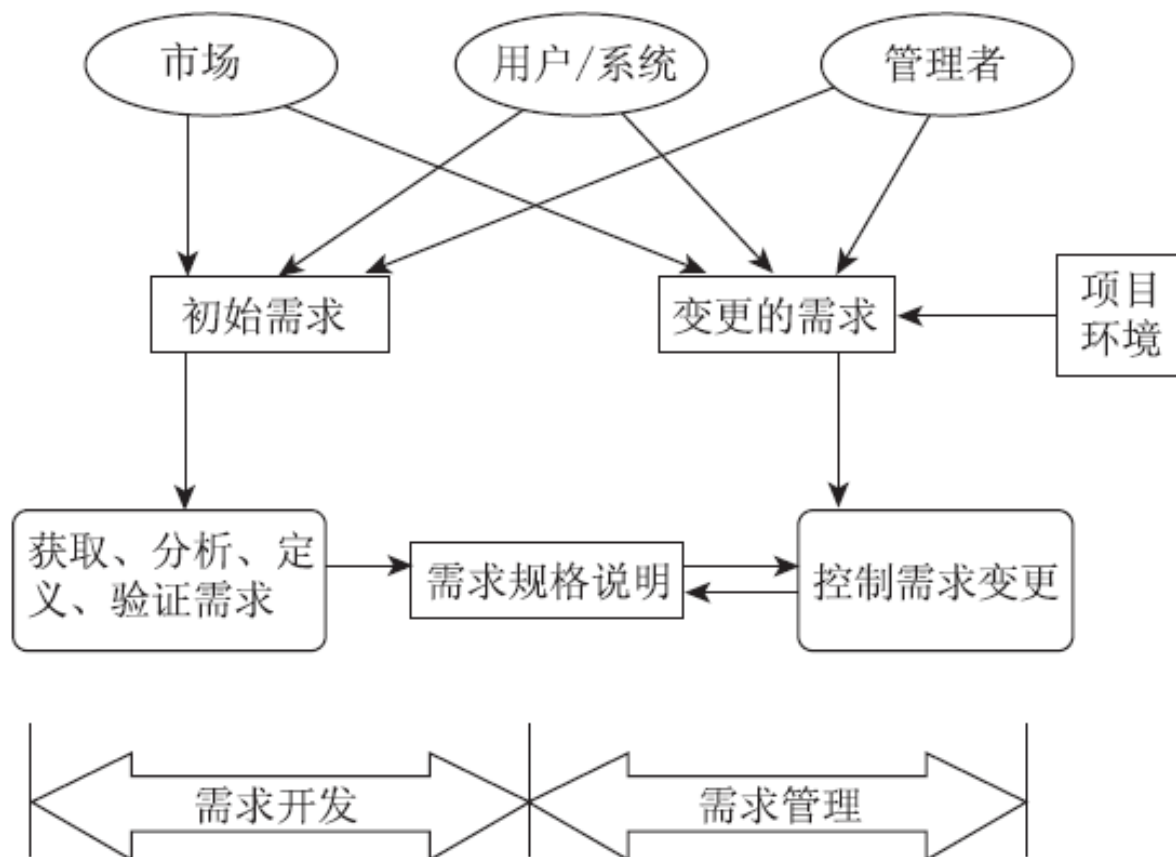 市场
用户/系统
管理者
初始需求
变更的需求
项目
环境
获取、分析、定
义、验证需求
需求规格说明
控制需求变更
需求开发
需求管理